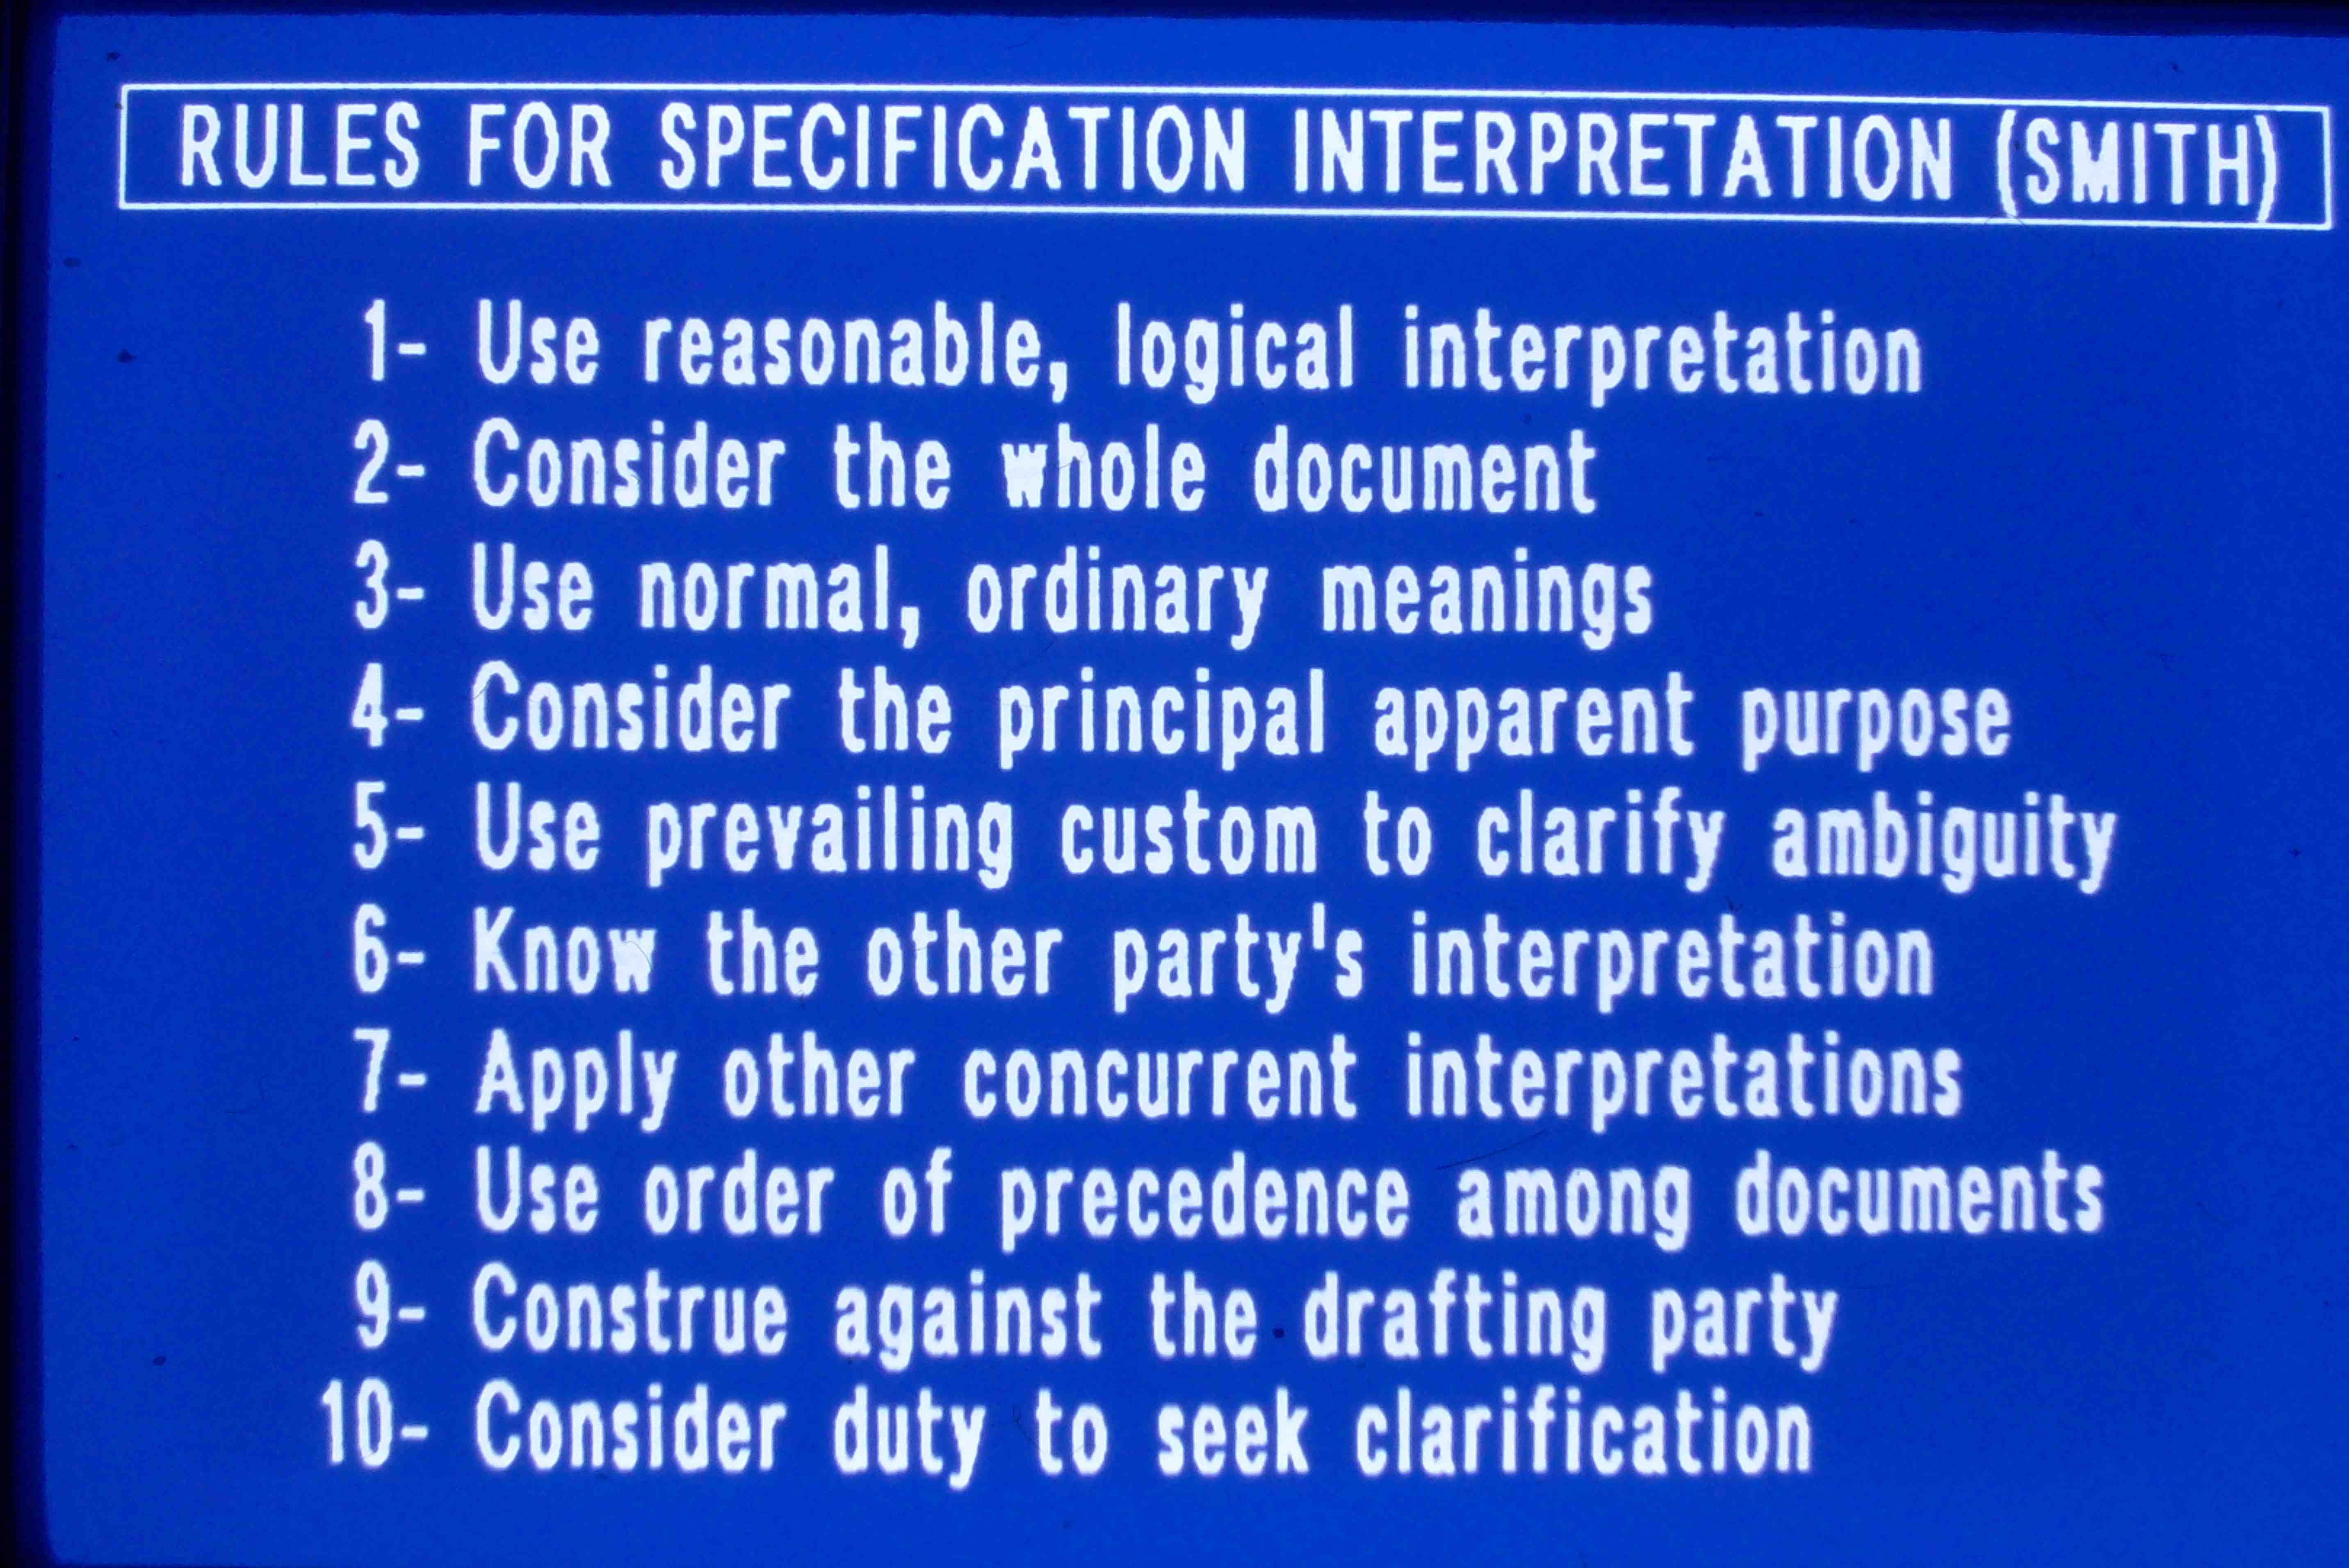 RULES FOR SPECIFICATION INTERPRETATION (SMITH)
1- Use reasonable, logical interpretation
2- Consider the whole document
3- Use normal, ordinary meanings
4- Consider the principal apparent purpose
5- Use prevailing custom to clarify ambiguity
6- Know the other party's interpretation
7- Apply other concurrent interpretations
8- Use order of precedence among documents
9- Construe against the drafting party
10- Consider duty to seek clarification